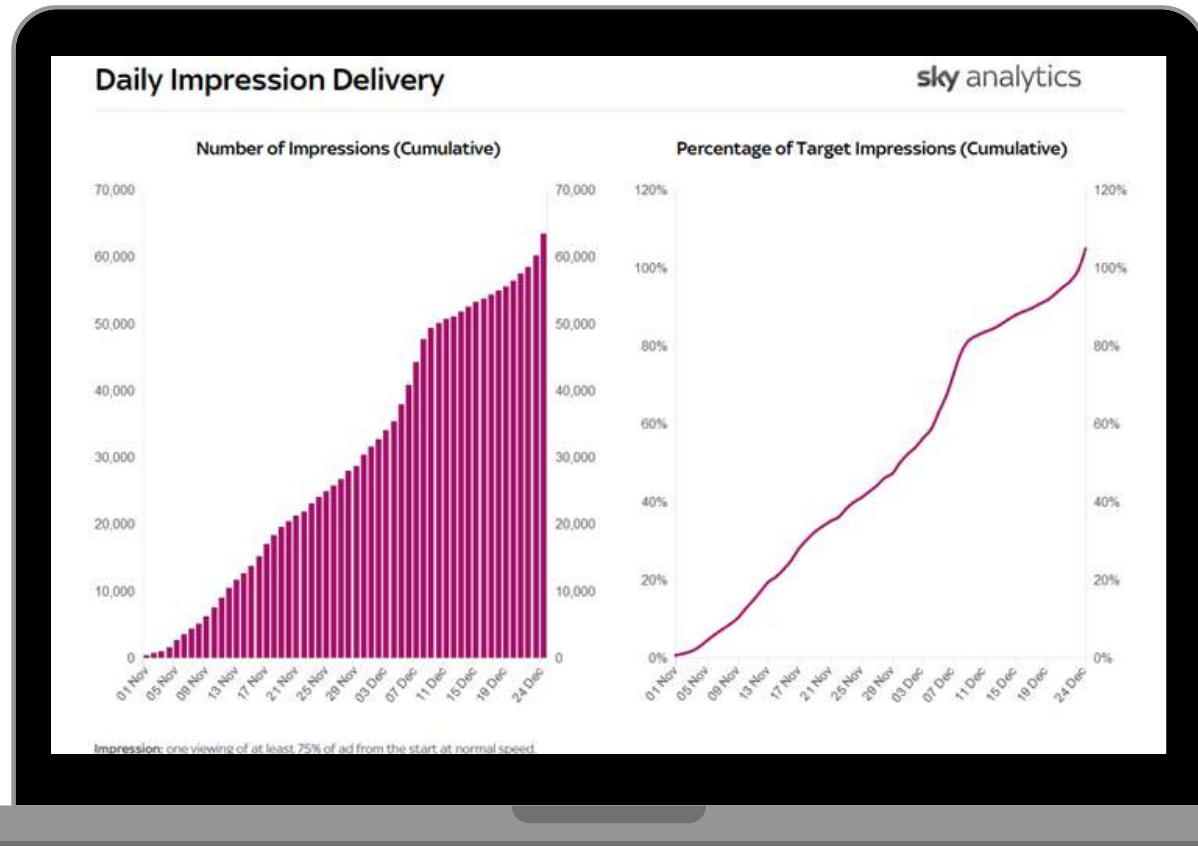 Daily Impression Delivery
sky analytics
Number of Impressions (Cumulative)
70,000
60,000
50,000
40,000
30,000
20,000
10,000
0
70,000
60,000
50,000
40,000
30,000
20,000
10,000
0
01 Nov
05 Nov
09 Nov
13 Nov
17 Nov
21 Nov
25 Nov
29 Nov
03 Dec
07 Dec
11 Dec
15 Dec
19 Dec
24 Dec
Percentage of Target Impressions (Cumulative)
120%
100%
80%
60%
40%
20%
0%
120%
100%
80%
60%
40%
20%
0%
01 Nov
05 Nov
09 Nov
13 Nov
17 Nov
21 Nov
25 Nov
29 Nov
03 Dec
07 Dec
11 Dec
15 Dec
19 Dec
24 Dec
Impression: one viewing of at least 75% of ad from the start at normal speed.